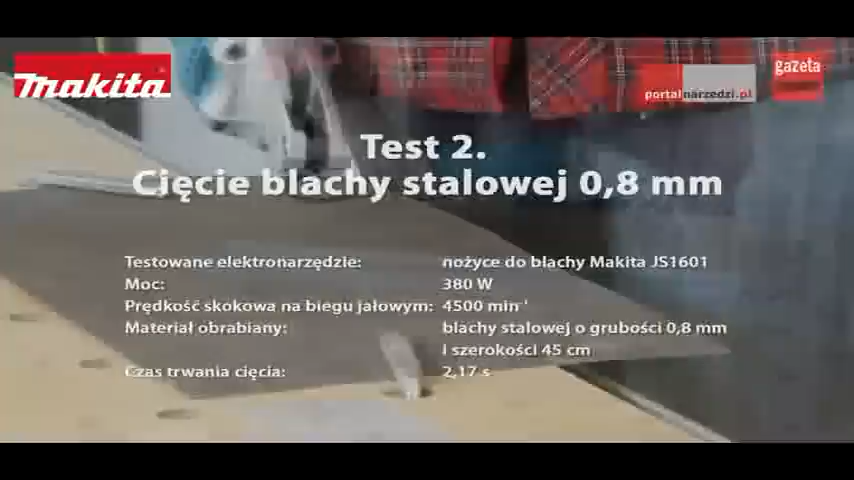 makita
gazeta
portalnarzedzi.pl
Test 2.
Cięcie blachy stalowej 0,8 mm
Testowane elektronarzędzie: nożyce do blachy Makita JS1601
Moc: 380 W
Prędkość skokowa na biegu jałowym: 4500 min⁻¹
Materiał obrabiany: blachy stalowej o grubości 0,8 mm
i szerokości 45 cm
Czas trwania cięcia: 2,17 s